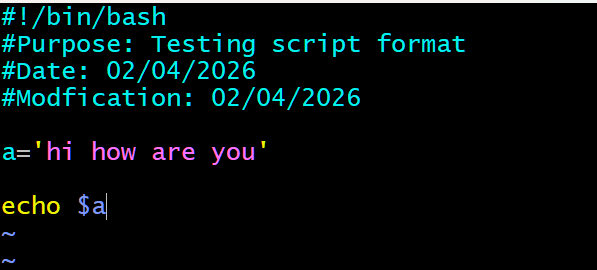 #!/bin/bash
#Purpose: Testing script format
#Date: 02/04/2026
#Modfication: 02/04/2026
a='hi how are you'
echo $a
~
~